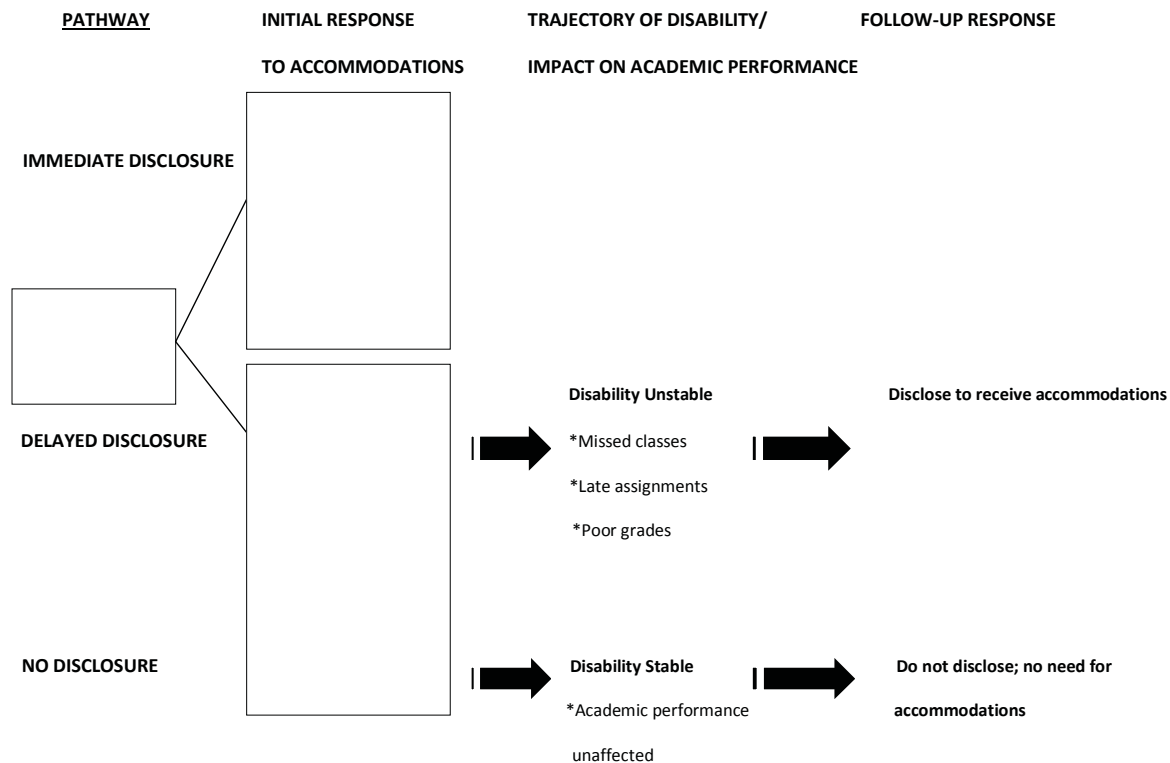 PATHWAY
INITIAL RESPONSE
TO ACCOMMODATIONS
TRAJECTORY OF DISABILITY/
IMPACT ON ACADEMIC PERFORMANCE
FOLLOW-UP RESPONSE
IMMEDIATE DISCLOSURE
DELAYED DISCLOSURE
Disability Unstable
*Missed classes
*Late assignments
*Poor grades
Disclose to receive accommodations
NO DISCLOSURE
Disability Stable
*Academic performance
unaffected
Do not disclose; no need for
accommodations